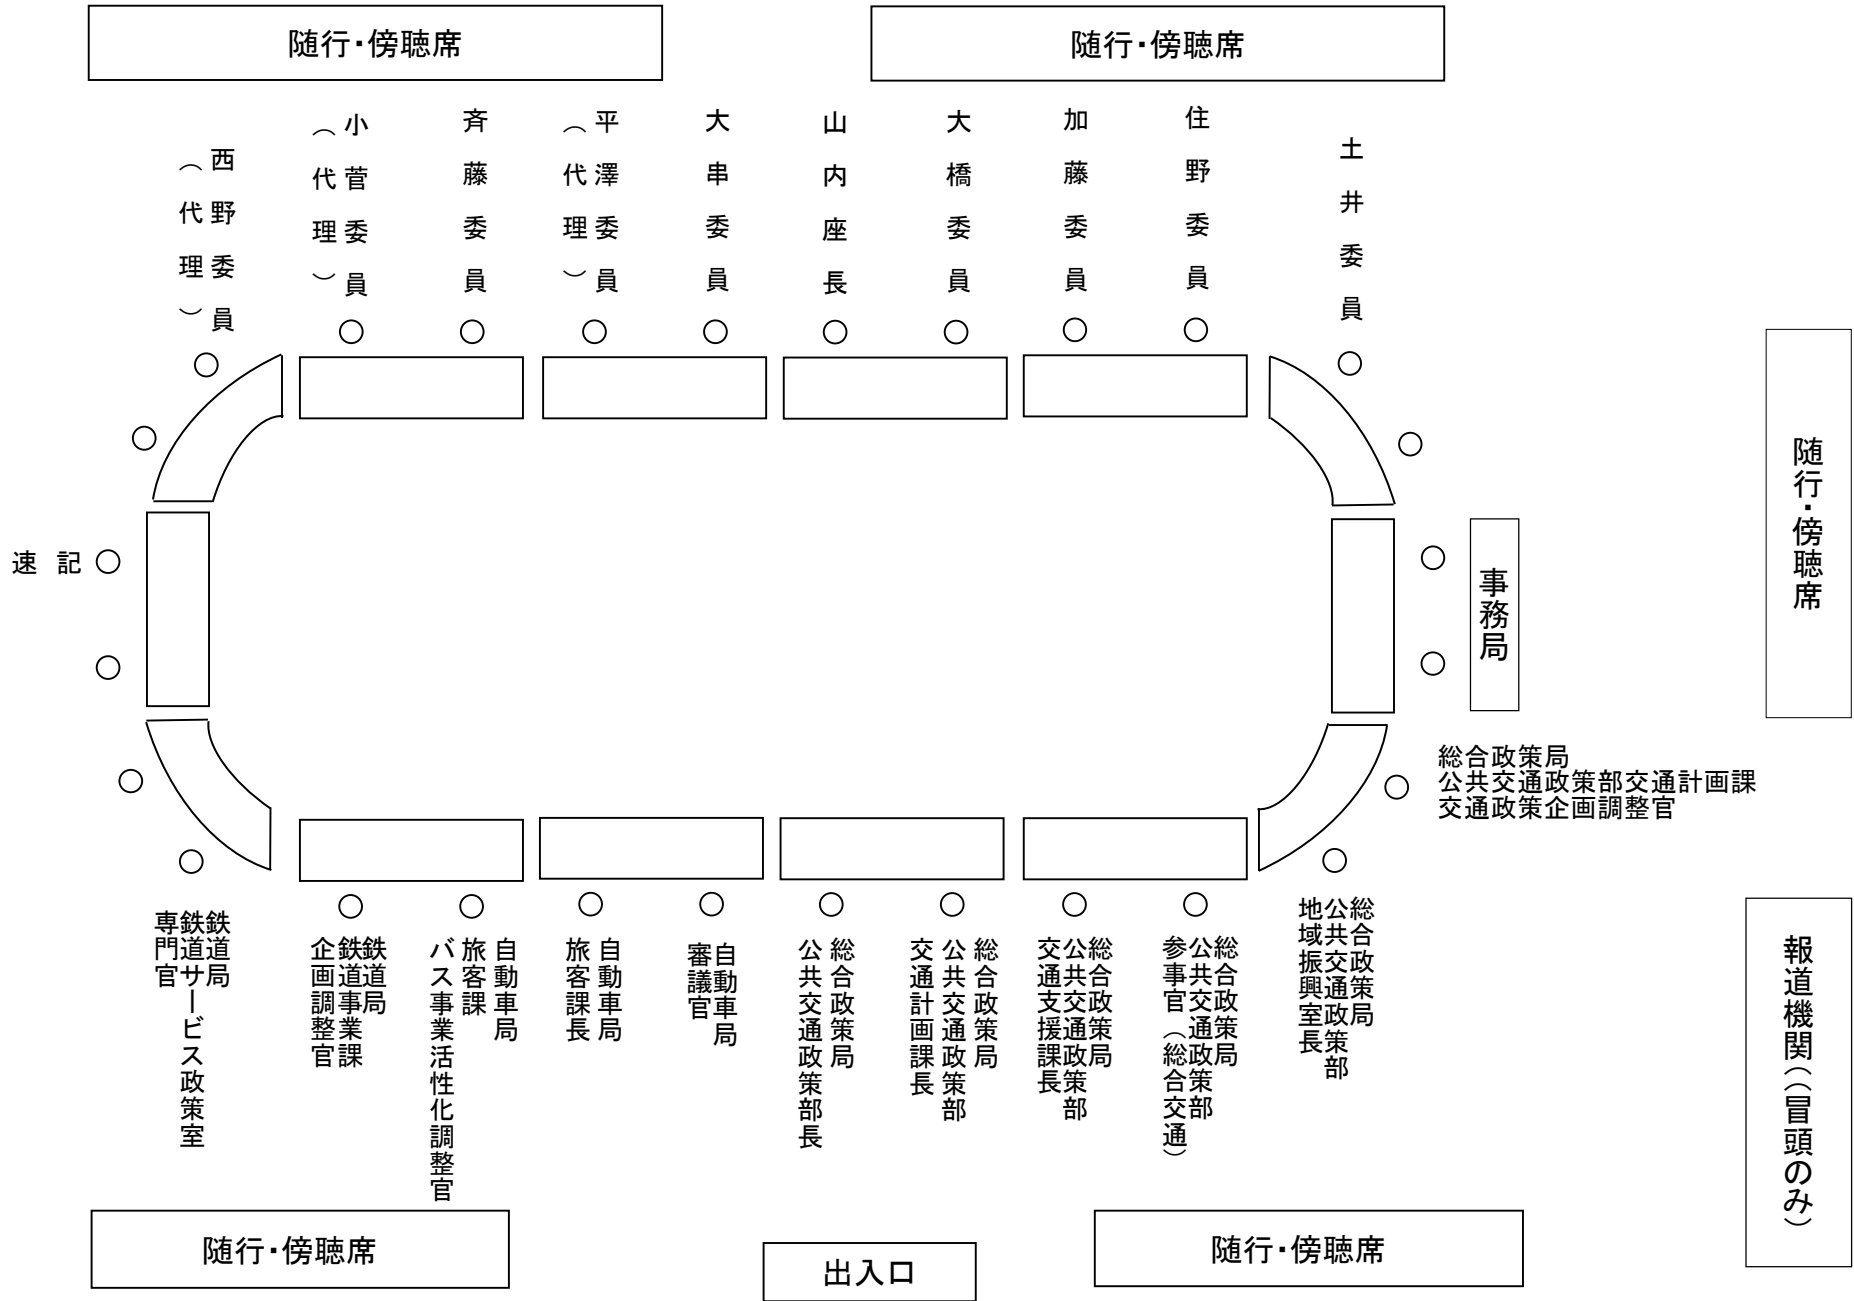 随行・傍聴席
随行・傍聴席
西野委員
（代理）
小菅委員
（代理）
斉藤委員
平澤委員
（代理）
大串委員
山内座長
大橋委員
加藤委員
住野委員
土井委員
随行・傍聴席
速 記
事務局
総合政策局
公共交通政策部交通計画課
交通政策企画調整官
鉄道局
鉄道サービス政策室
専門官
鉄道局
鉄道事業課
企画調整官
自動車局
旅客課
バス事業活性化調整官
自動車局
旅客課長
自動車局
審議官
総合政策局
公共交通政策部長
総合政策局
公共交通政策部
交通計画課長
総合政策局
公共交通政策部
交通支援課長
総合政策局
公共交通政策部
参事官（総合交通）
総合政策局
公共交通政策部
地域振興室長
報道機関（（冒頭のみ）
随行・傍聴席
出入口
随行・傍聴席